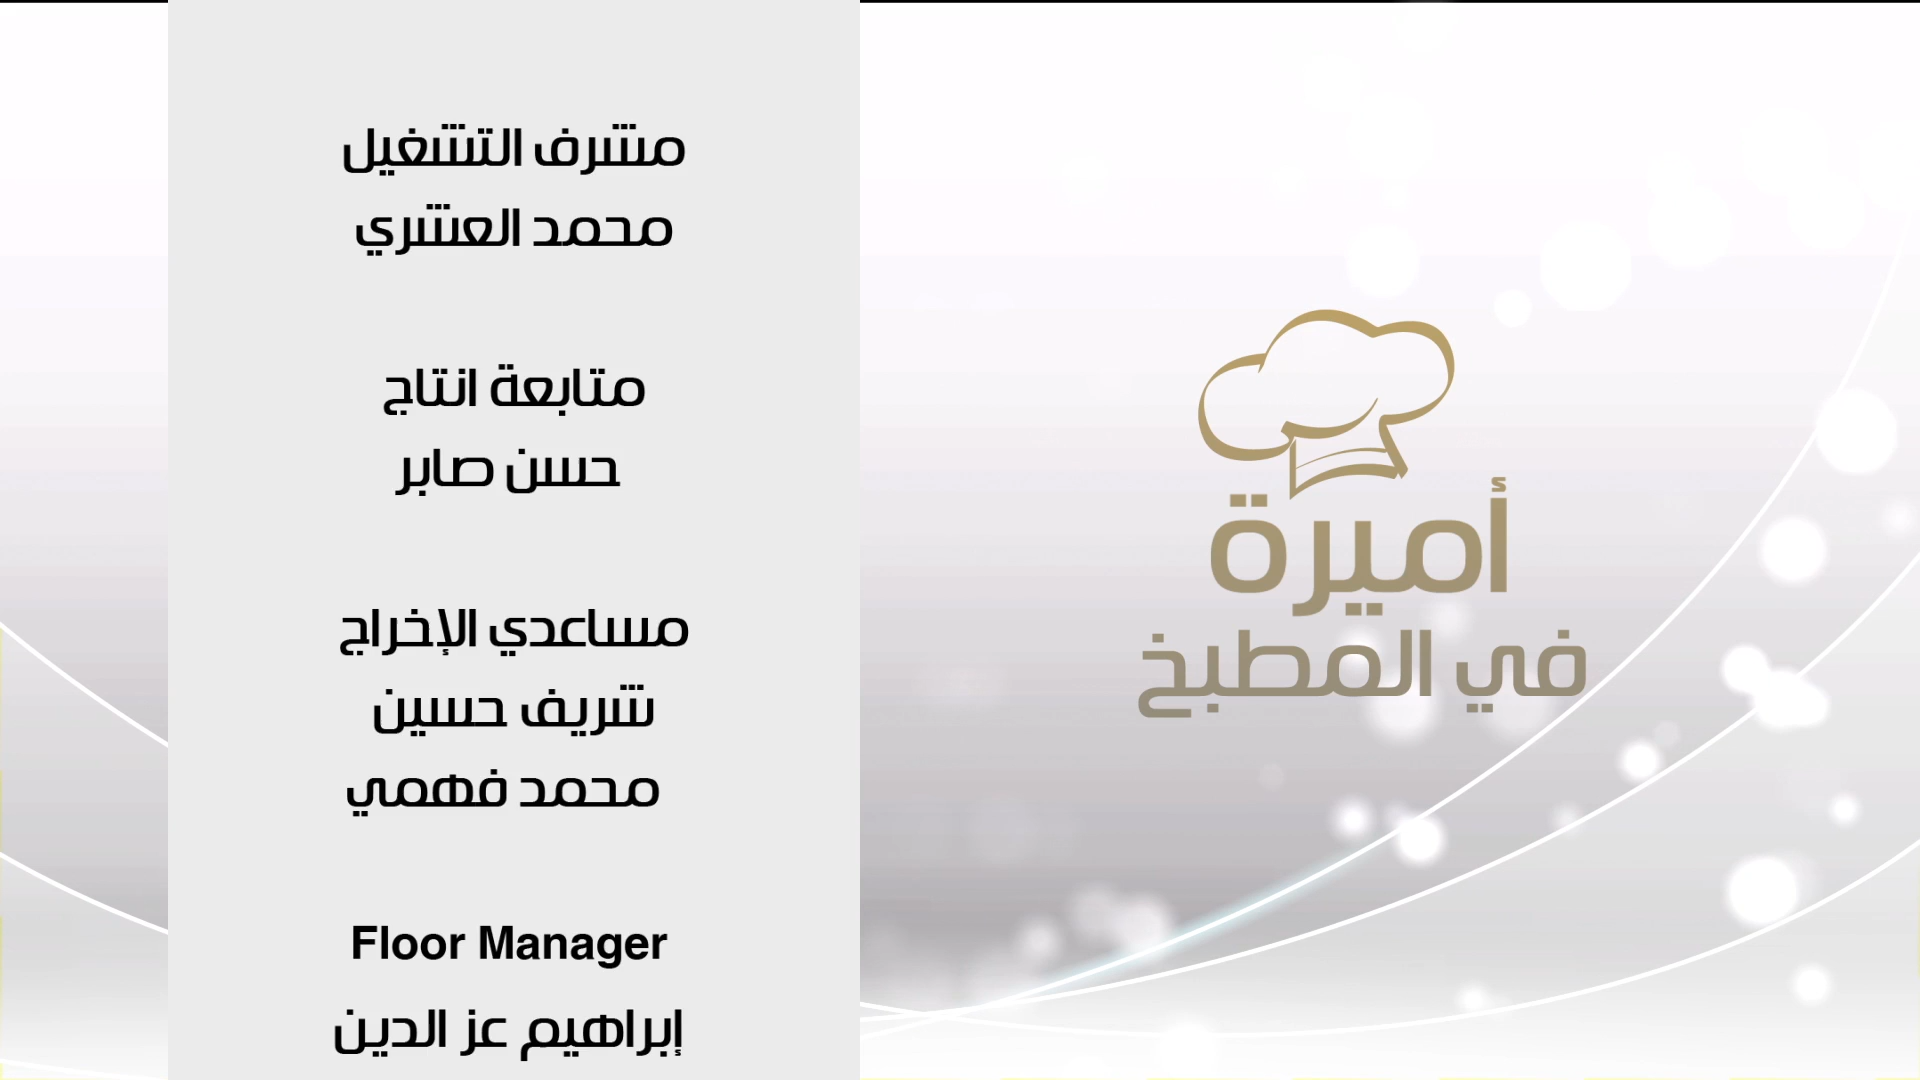 مشرف التشغيل
محمد العشري
متابعة انتاج
حسن صابر
مساعدي الإخراج
شريف حسين
محمد فهمي
Floor Manager
إبراهيم عز الدين
أميرة
في المطبخ